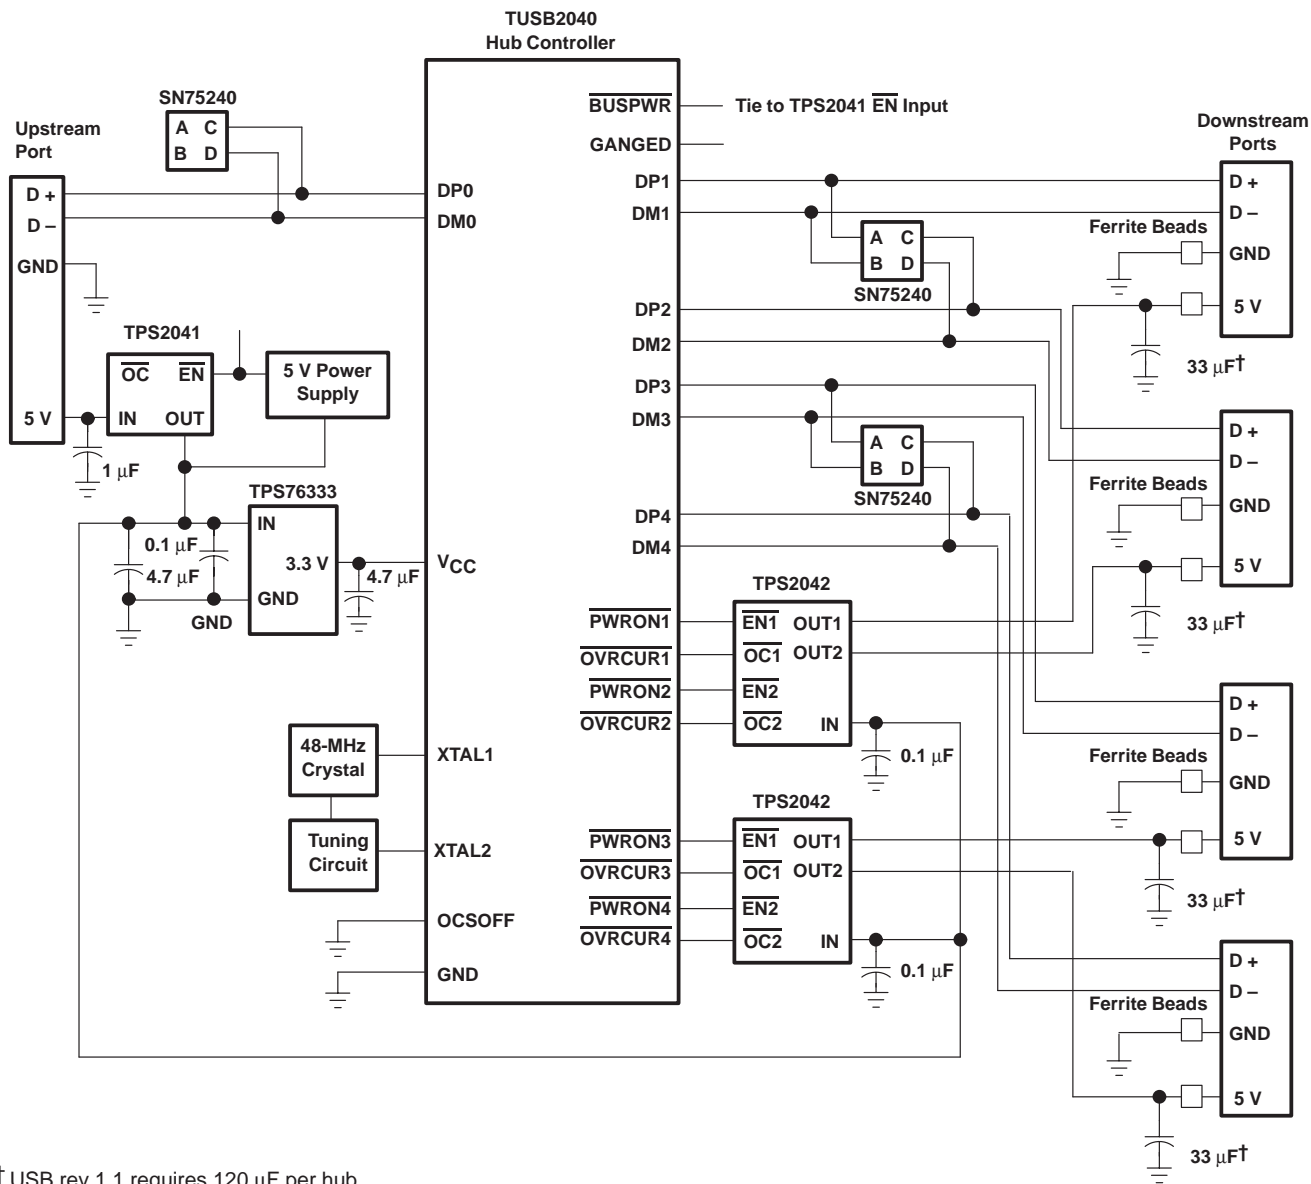 TUSB2040
Hub Controller
SN75240
A C
B D
Upstream
Port
D +
D –
GND
5 V
DP0
DM0
BUSPWR
Tie to TPS2041 EN Input
GANGED
DP1
DM1
Downstream
Ports
D +
D –
Ferrite Beads
GND
5 V
33 μF†
A C
B D
SN75240
DP2
DM2
DP3
DM3
TPS2041
OC EN
IN OUT
5 V Power
Supply
1 μF
TPS76333
IN
3.3 V
GND
0.1 μF
4.7 μF
GND
4.7 μF
VCC
A C
B D
SN75240
DP4
DM4
D +
D –
Ferrite Beads
GND
5 V
33 μF†
TPS2042
PWRON1
EN1 OUT1
OVRCUR1
OC1 OUT2
PWRON2
EN2
OVRCUR2
OC2 IN
0.1 μF
48-MHz
Crystal
XTAL1
Tuning
Circuit
XTAL2
OCSOFF
GND
D +
D –
Ferrite Beads
GND
5 V
33 μF†
TPS2042
PWRON3
EN1 OUT1
OVRCUR3
OC1 OUT2
PWRON4
EN2
OVRCUR4
OC2 IN
0.1 μF
D +
D –
Ferrite Beads
GND
5 V
33 μF†
† USB rev 1.1 requires 120 μF per hub.